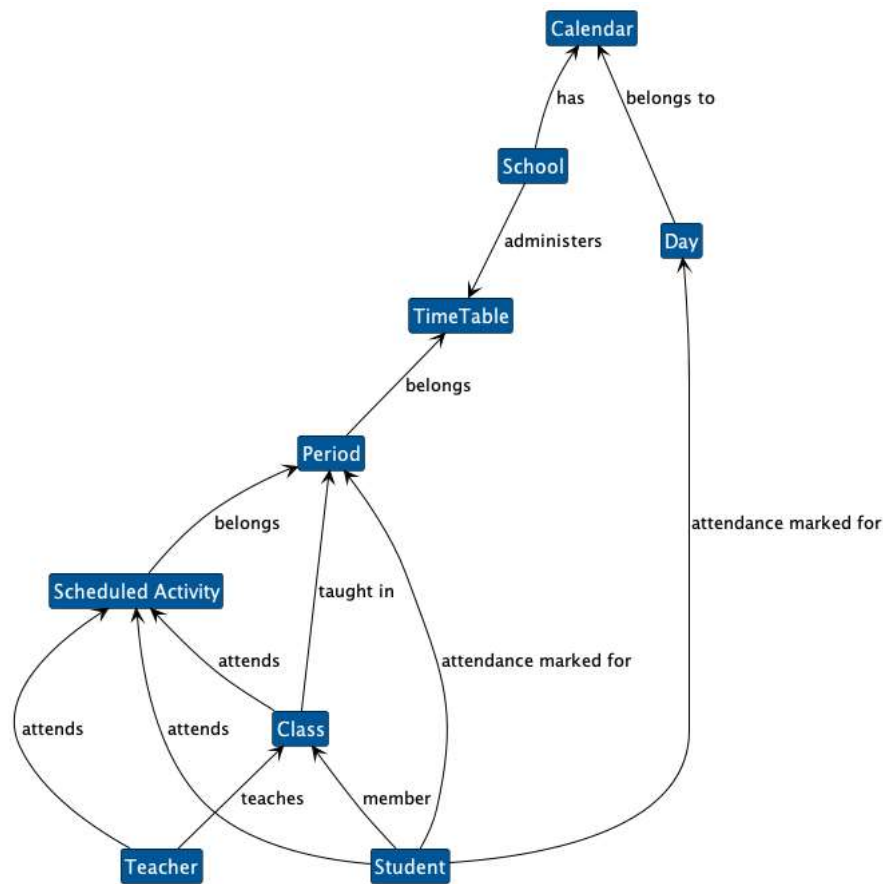 Calendar
has
belongs to
School
administers
Day
TimeTable
belongs
Period
belongs
attendance marked for
Scheduled Activity
taught in
attends
attendance marked for
Class
attends
attends
teaches
member
Teacher
Student